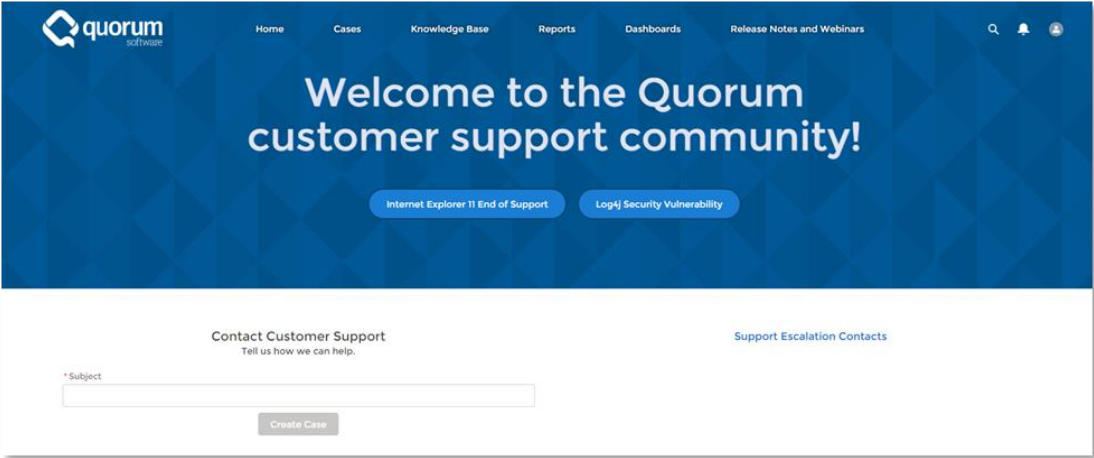 quorum
software
Home Cases Knowledge Base Reports Dashboards Release Notes and Webinars
Welcome to the Quorum
customer support community!
Internet Explorer 11 End of Support Log4j Security Vulnerability
Contact Customer Support Support Escalation Contacts
Tell us how we can help.
*Subject
Create Case